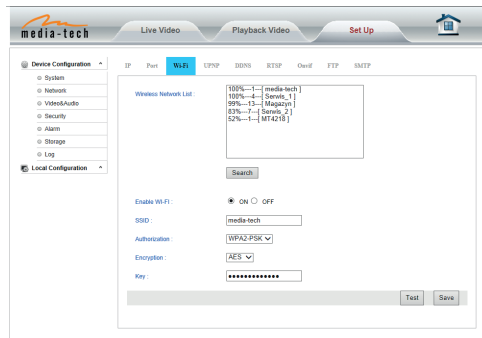 media-tech
Live Video
Playback Video
Set Up
Device Configuration
System
Network
Video&Audio
Security
Alarm
Storage
Log
Local Configuration
IP Port Wi-Fi UPNP DDNS RTSP Onvif FTP SMTP
Wireless Network List :
100%---1---[ media-tech ]
100%---4---[ Serwis_1 ]
99%---13---[ Magazyn ]
83%---7---[ Serwis_2 ]
52%---1---[ MT4218 ]
Search
Enable WI-FI : ON OFF
SSID : media-tech
Authorization : WPA2-PSK
Encryption : AES
Key : •••••••••••••
Test Save